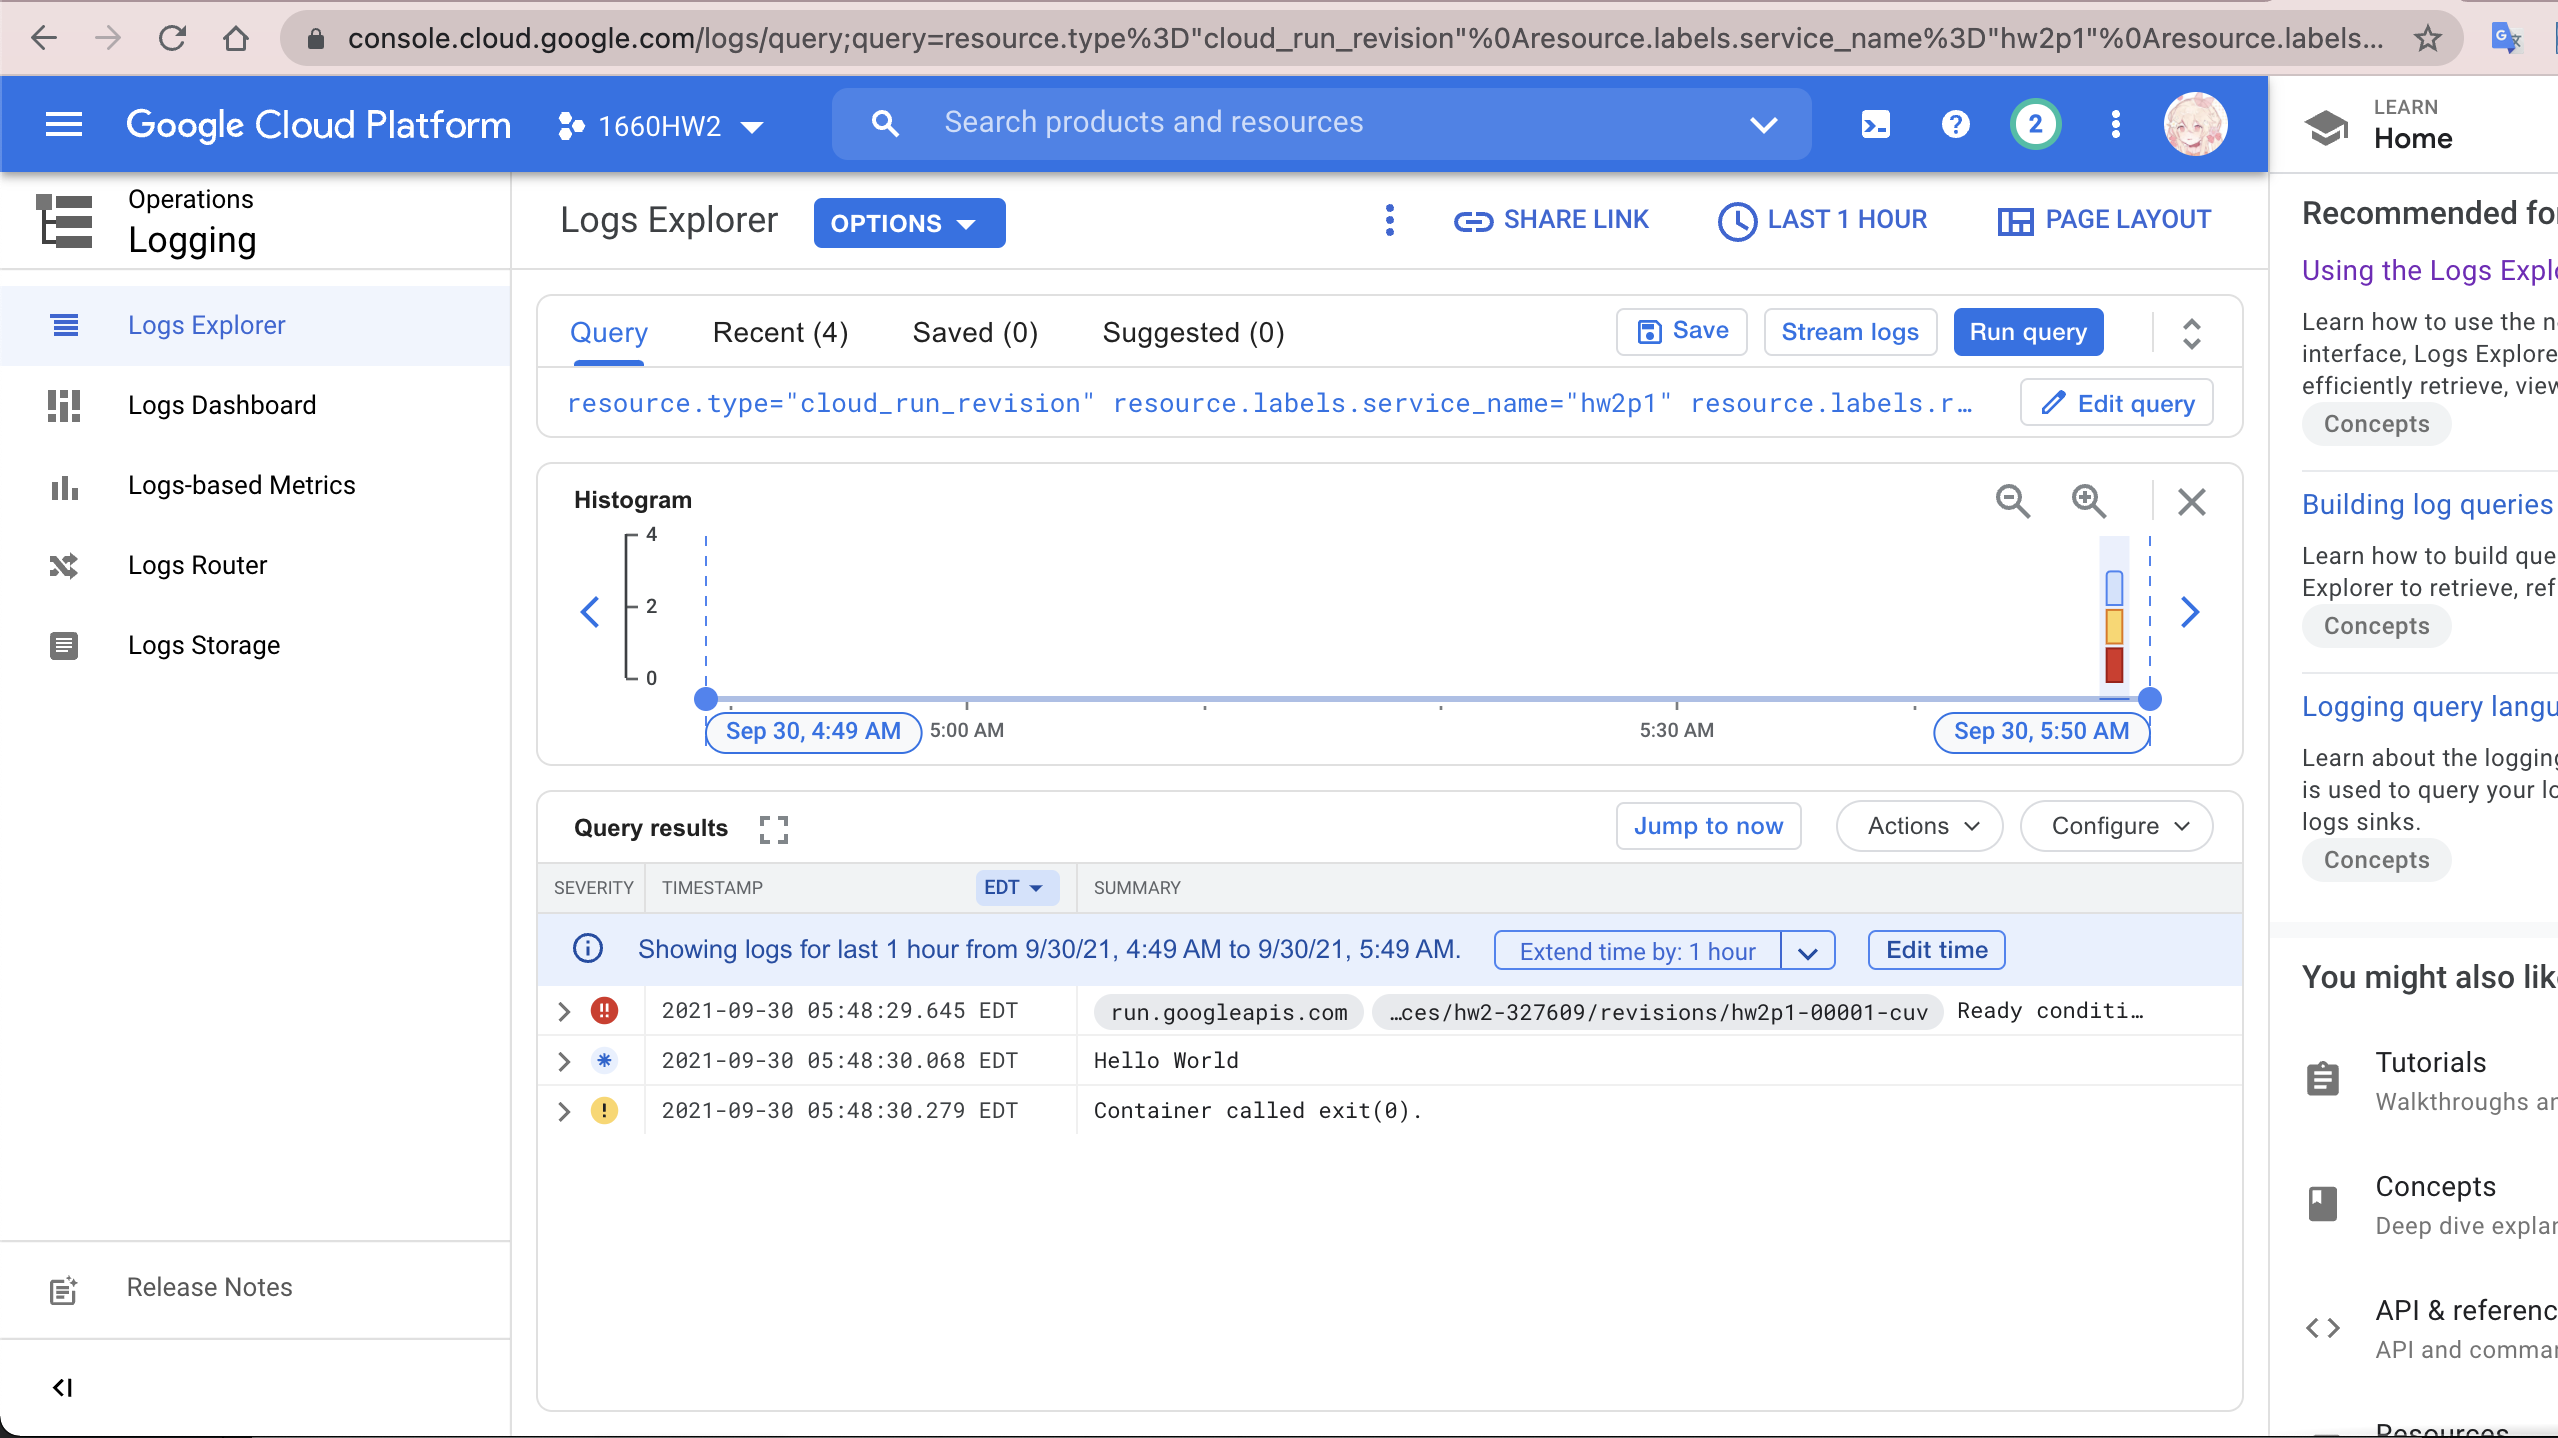 console.cloud.google.com/logs/query;query=resource.type%3D"cloud_run_revision"%0Aresource.labels.service_name%3D"hw2p1"%0Aresource.labels...
Google Cloud Platform
1660HW2
Search products and resources
2
LEARN
Home
Operations
Logging
Logs Explorer
Logs Dashboard
Logs-based Metrics
Logs Router
Logs Storage
Release Notes
Logs Explorer
OPTIONS
SHARE LINK
LAST 1 HOUR
PAGE LAYOUT
Query
Recent (4)
Saved (0)
Suggested (0)
Save
Stream logs
Run query
resource.type="cloud_run_revision" resource.labels.service_name="hw2p1" resource.labels.r…
Edit query
Histogram
4
2
0
Sep 30, 4:49 AM
5:00 AM
5:30 AM
Sep 30, 5:50 AM
Query results
Jump to now
Actions
Configure
SEVERITY
TIMESTAMP
EDT
SUMMARY
Showing logs for last 1 hour from 9/30/21, 4:49 AM to 9/30/21, 5:49 AM.
Extend time by: 1 hour
Edit time
2021-09-30 05:48:29.645 EDT run.googleapis.com …ces/hw2-327609/revisions/hw2p1-00001-cuv Ready conditi…
2021-09-30 05:48:30.068 EDT Hello World
2021-09-30 05:48:30.279 EDT Container called exit(0).
Recommended fo
Using the Logs Expl
Learn how to use the n
interface, Logs Explore
efficiently retrieve, view
Concepts
Building log queries
Learn how to build que
Explorer to retrieve, ref
Concepts
Logging query langu
Learn about the logging
is used to query your lo
logs sinks.
Concepts
You might also lik
Tutorials
Walkthroughs an
Concepts
Deep dive explan
API & referenc
API and comman
Resources